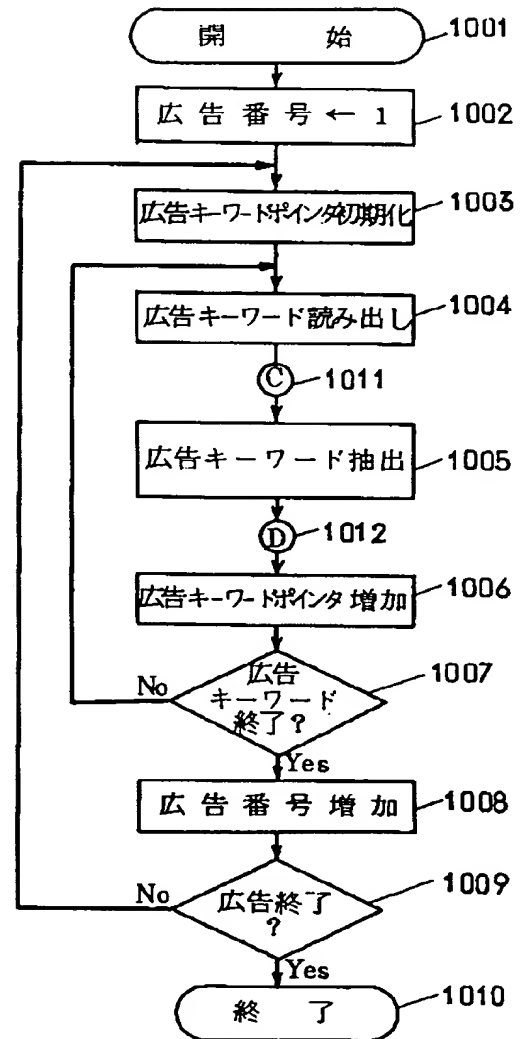 開 始
1001
広告番号 ← 1
1002
広告キーワードポインタ初期化
1003
広告キーワード読み出し
1004
C
1011
広告キーワード抽出
1005
D
1012
広告キーワードポインタ増加
1006
広告
キーワード
終了?
1007
No
Yes
広告番号増加
1008
広告終了
?
1009
No
Yes
終 了
1010